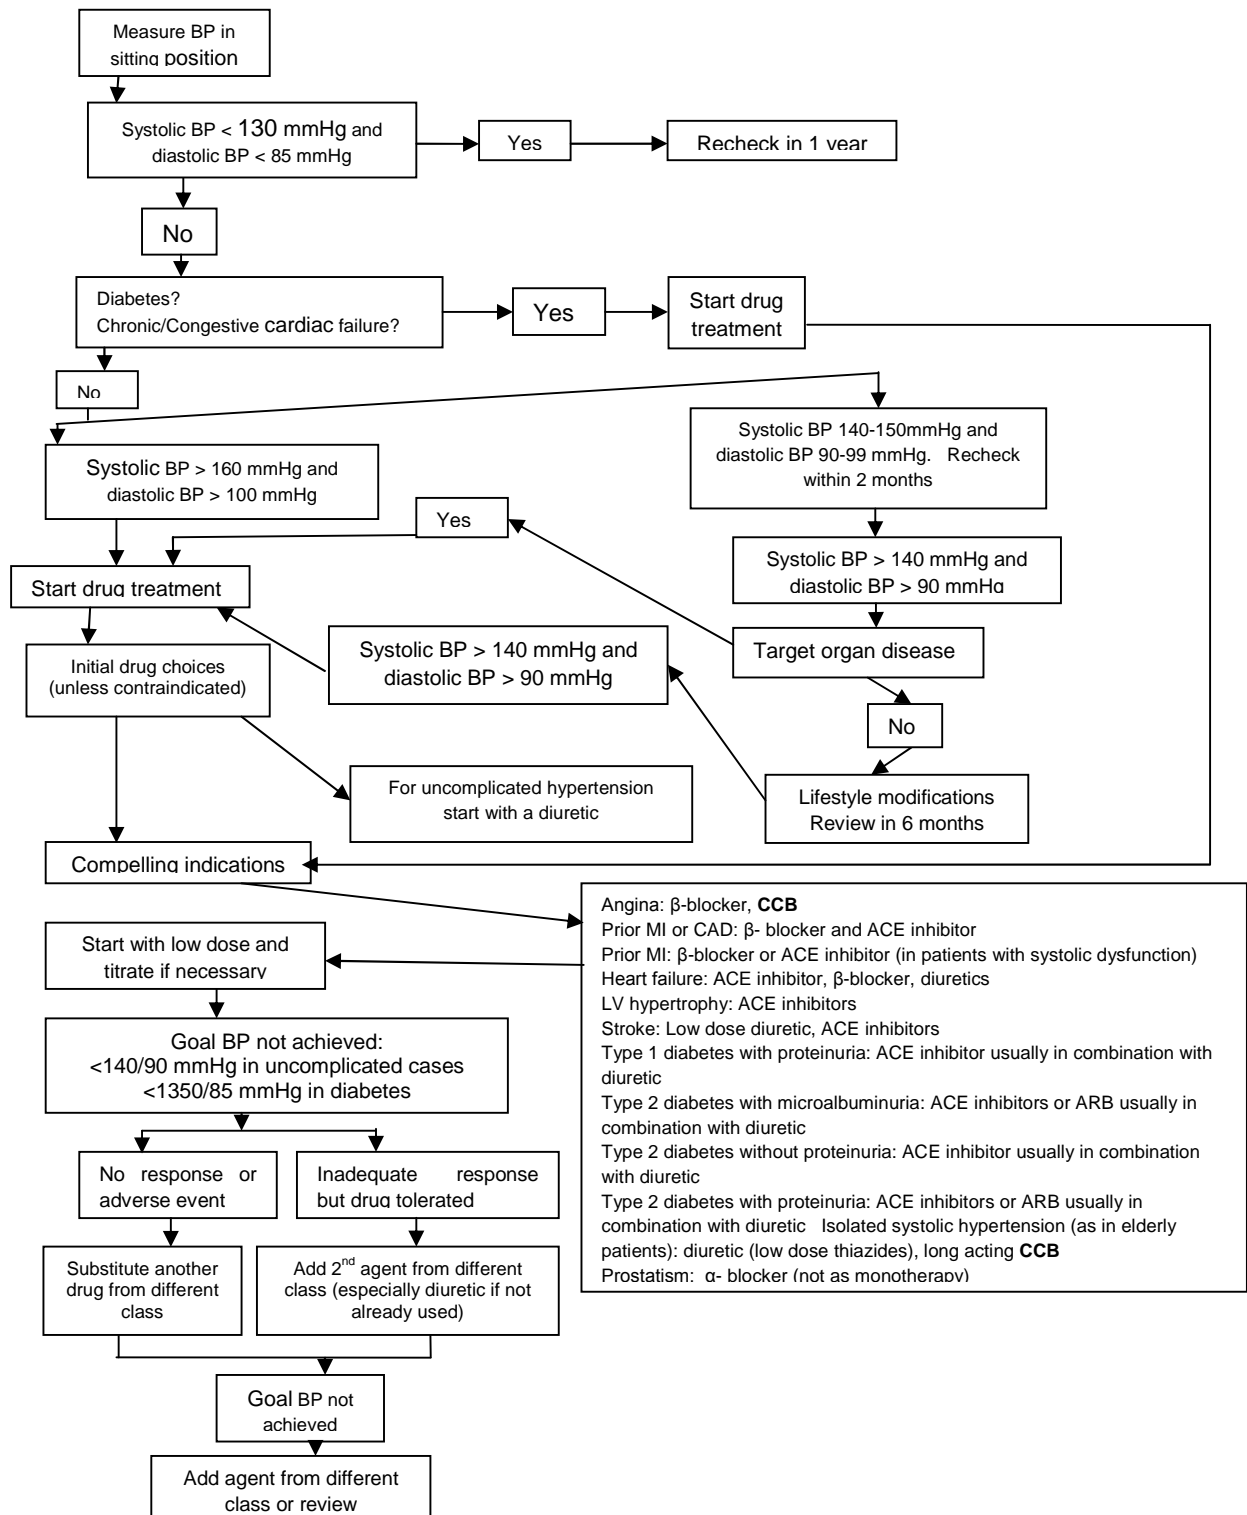 Measure BP in
sitting position
Systolic BP < 130 mmHg and
diastolic BP < 85 mmHg
Yes
Recheck in 1 year
No
Diabetes?
Chronic/Congestive cardiac failure?
Yes
Start drug
treatment
No
Systolic BP > 160 mmHg and
diastolic BP > 100 mmHg
Systolic BP 140-150mmHg and
diastolic BP 90-99 mmHg. Recheck
within 2 months
Yes
Systolic BP > 140 mmHg and
diastolic BP > 90 mmHg
Start drug treatment
Systolic BP > 140 mmHg and
diastolic BP > 90 mmHg
Target organ disease
Initial drug choices
(unless contraindicated)
No
For uncomplicated hypertension
start with a diuretic
Lifestyle modifications
Review in 6 months
Compelling indications
Angina: β-blocker, CCB
Prior MI or CAD: β- blocker and ACE inhibitor
Prior MI: β-blocker or ACE inhibitor (in patients with systolic dysfunction)
Heart failure: ACE inhibitor, β-blocker, diuretics
LV hypertrophy: ACE inhibitors
Stroke: Low dose diuretic, ACE inhibitors
Type 1 diabetes with proteinuria: ACE inhibitor usually in combination with
diuretic
Type 2 diabetes with microalbuminuria: ACE inhibitors or ARB usually in
combination with diuretic
Type 2 diabetes without proteinuria: ACE inhibitor usually in combination
with diuretic
Type 2 diabetes with proteinuria: ACE inhibitors or ARB usually in
combination with diuretic Isolated systolic hypertension (as in elderly
patients): diuretic (low dose thiazides), long acting CCB
Prostatism: α- blocker (not as monotherapy)
Start with low dose and
titrate if necessary
Goal BP not achieved:
<140/90 mmHg in uncomplicated cases
<1350/85 mmHg in diabetes
No response or
adverse event
Inadequate response
but drug tolerated
Substitute another
drug from different
class
Add 2nd agent from different
class (especially diuretic if not
already used)
Goal BP not
achieved
Add agent from different
class or review